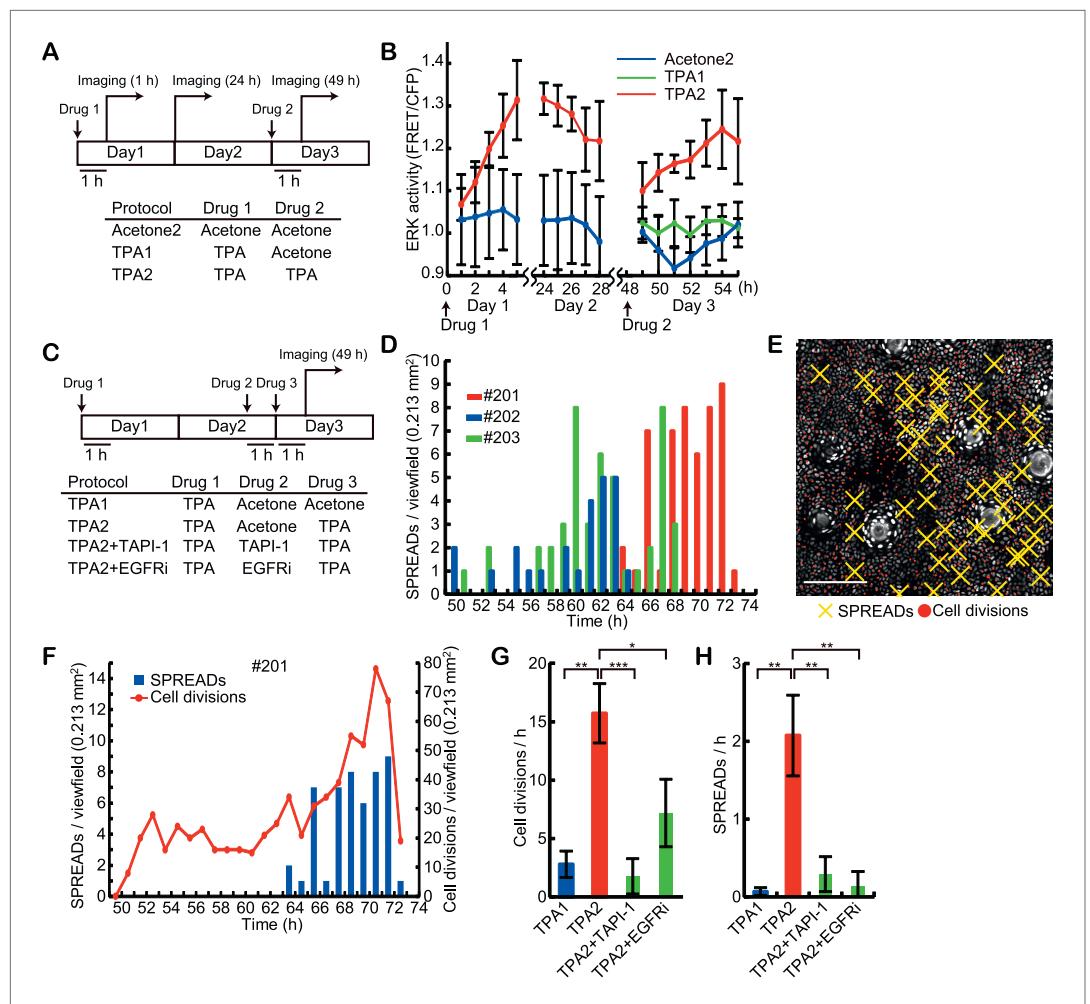 A
Imaging (1 h)
Imaging (24 h)
Imaging (49 h)
Drug 1
Drug 2
Day1
Day2
Day3
1 h
1 h
Protocol Drug 1 Drug 2
Acetone2 Acetone Acetone
TPA1 TPA Acetone
TPA2 TPA TPA
B
ERK activity (FRET/CFP)
1.4
1.3
1.2
1.1
1.0
0.9
Acetone2
TPA1
TPA2
0 2 4 24 26 28 48 50 52 54 (h)
Day 1 Day 2 Day 3
Drug 1
Drug 2
C
Imaging (49 h)
Drug 1
Drug 2 Drug 3
Day1
Day2
Day3
1 h
1 h
1 h
Protocol Drug 1 Drug 2 Drug 3
TPA1 TPA Acetone Acetone
TPA2 TPA Acetone TPA
TPA2+TAPI-1 TPA TAPI-1 TPA
TPA2+EGFRi TPA EGFRi TPA
D
SPREADs / viewfield (0.213 mm²)
10
9
8
7
6
5
4
3
2
1
0
#201
#202
#203
50 52 54 56 58 60 62 64 66 68 70 72 74
Time (h)
E
SPREADs Cell divisions
F
#201
SPREADs
Cell divisions
SPREADs / viewfield (0.213 mm²)
14
12
10
8
6
4
2
0
Cell divisions / viewfield (0.213 mm²)
80
70
60
50
40
30
20
10
0
50 52 54 56 58 60 62 64 66 68 70 72 74
Time (h)
G
Cell divisions / h
20
15
10
5
0
*
** ***
TPA1
TPA2
TPA2+TAPI-1
TPA2+EGFRi
H
SPREADs / h
3
2
1
0
**
** **
TPA1
TPA2
TPA2+TAPI-1
TPA2+EGFRi